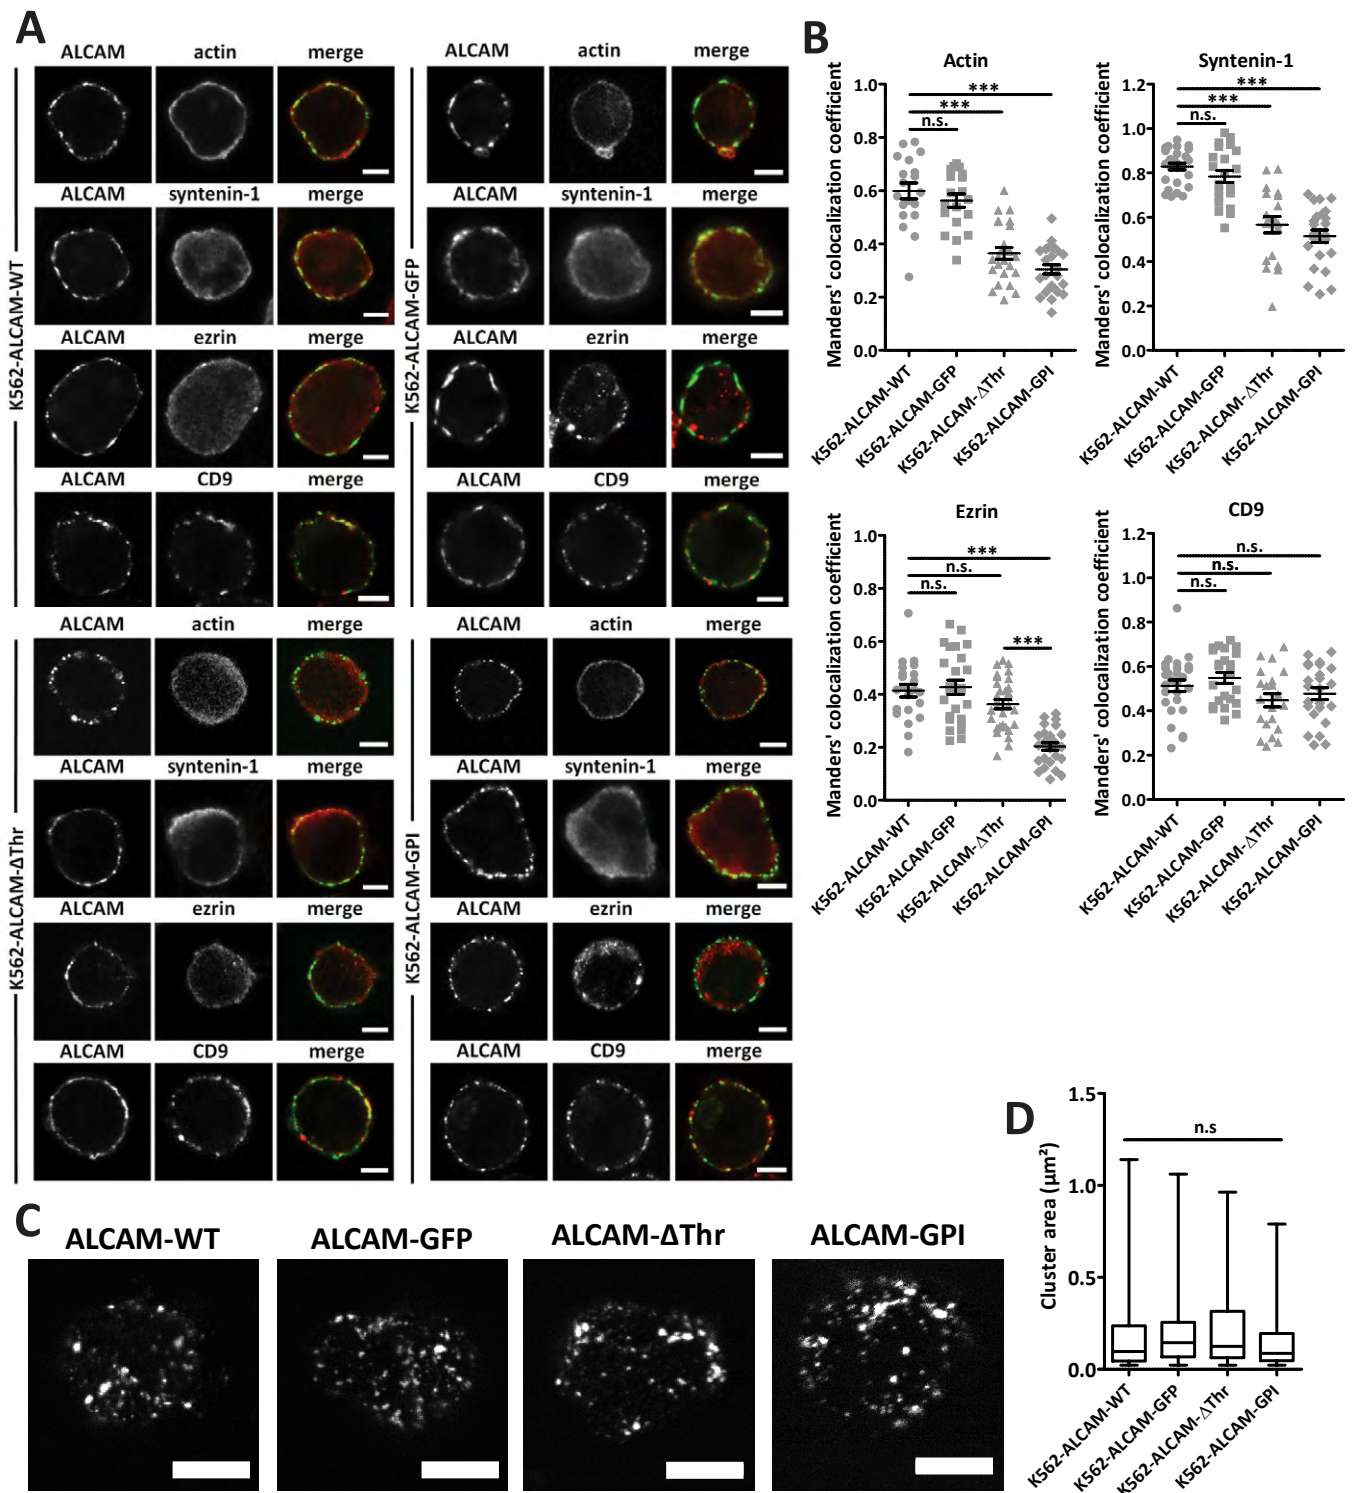 A
ALCAM actin merge ALCAM actin merge
ALCAM syntenin-1 merge ALCAM syntenin-1 merge
ALCAM ezrin merge ALCAM ezrin merge
ALCAM CD9 merge ALCAM CD9 merge
K562-ALCAM-WT
K562-ALCAM-GFP
ALCAM actin merge ALCAM actin merge
ALCAM syntenin-1 merge ALCAM syntenin-1 merge
ALCAM ezrin merge ALCAM ezrin merge
ALCAM CD9 merge ALCAM CD9 merge
K562-ALCAM-ΔThr
K562-ALCAM-GPI
B
Actin
Manders' colocalization coefficient
1.0
0.8
0.6
0.4
0.2
0.0
***
***
n.s.
K562-ALCAM-WT
K562-ALCAM-GFP
K562-ALCAM-ΔThr
K562-ALCAM-GPI
Syntenin-1
Manders' colocalization coefficient
1.2
1.0
0.8
0.6
0.4
0.2
0.0
***
***
n.s.
K562-ALCAM-WT
K562-ALCAM-GFP
K562-ALCAM-ΔThr
K562-ALCAM-GPI
Ezrin
Manders' colocalization coefficient
1.0
0.8
0.6
0.4
0.2
0.0
***
n.s.
n.s.
***
K562-ALCAM-WT
K562-ALCAM-GFP
K562-ALCAM-ΔThr
K562-ALCAM-GPI
CD9
Manders' colocalization coefficient
1.2
1.0
0.8
0.6
0.4
0.2
0.0
n.s.
n.s.
n.s.
K562-ALCAM-WT
K562-ALCAM-GFP
K562-ALCAM-ΔThr
K562-ALCAM-GPI
C
ALCAM-WT ALCAM-GFP ALCAM-ΔThr ALCAM-GPI
D
Cluster area (µm²)
1.5
1.0
0.5
0.0
n.s
K562-ALCAM-WT
K562-ALCAM-GFP
K562-ALCAM-ΔThr
K562-ALCAM-GPI